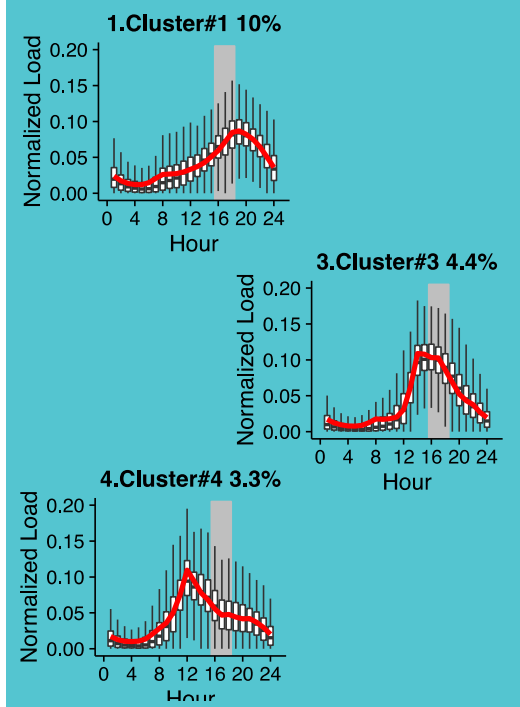 1.Cluster#1 10%
Normalized Load
0.20
0.15
0.10
0.05
0.00
0 4 8 12 16 20 24
Hour
3.Cluster#3 4.4%
Normalized Load
0.20
0.15
0.10
0.05
0.00
0 4 8 12 16 20 24
Hour
4.Cluster#4 3.3%
Normalized Load
0.20
0.15
0.10
0.05
0.00
0 4 8 12 16 20 24
Hour